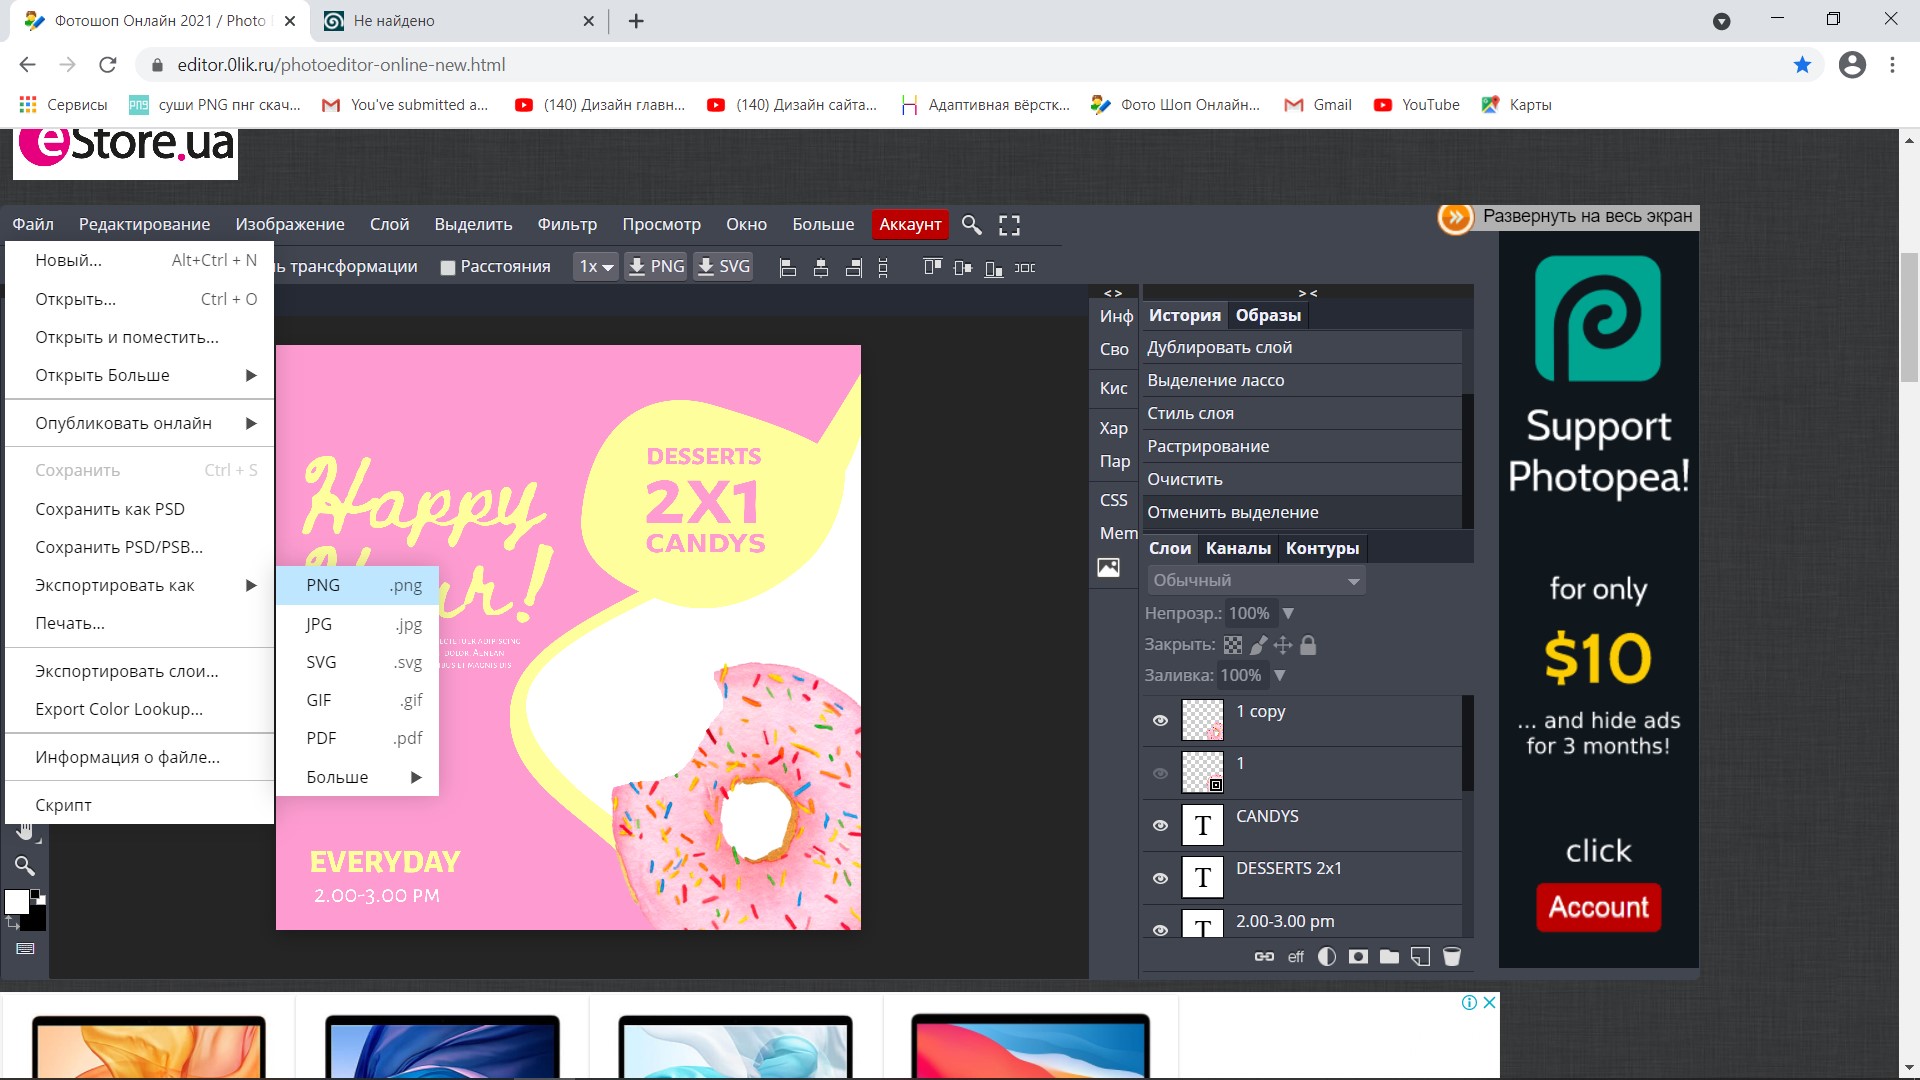 Фотошоп Онлайн 2021 / Photo
Не найдено
editor.0lik.ru/photoeditor-online-new.html
Сервисы
суши PNG пнг скач...
You've submitted a...
(140) Дизайн главн...
(140) Дизайн сайта...
Адаптивная вёрстк...
Фото Шоп Онлайн...
Gmail
YouTube
Карты
eStore.ua
Файл Редактирование Изображение Слой Выделить Фильтр Просмотр Окно Больше Аккаунт
Развернуть на весь экран
ь трансформации Расстояния 1x PNG SVG
Новый... Alt+Ctrl + N
Открыть... Ctrl + O
Открыть и поместить...
Открыть Больше
Опубликовать онлайн
Сохранить Ctrl + S
Сохранить как PSD
Сохранить PSD/PSB...
Экспортировать как
Печать...
Экспортировать слои...
Export Color Lookup...
Информация о файле...
Скрипт
PNG .png
JPG .jpg
SVG .svg
GIF .gif
PDF .pdf
Больше
Happy
DESSERTS
2X1
CANDYS
EVERYDAY
2.00-3.00 PM
< >
Инф
Сво
Кис
Хар
Пар
CSS
Mem
> <
История Образы
Дублировать слой
Выделение лассо
Стиль слоя
Растрирование
Очистить
Отменить выделение
Слои Каналы Контуры
Обычный
Непрозр.: 100%
Закрыть:
Заливка: 100%
1 copy
1
T CANDYS
T DESSERTS 2x1
T 2.00-3.00 pm
eff
Support
Photopea!
for only
$10
... and hide ads
for 3 months!
click
Account